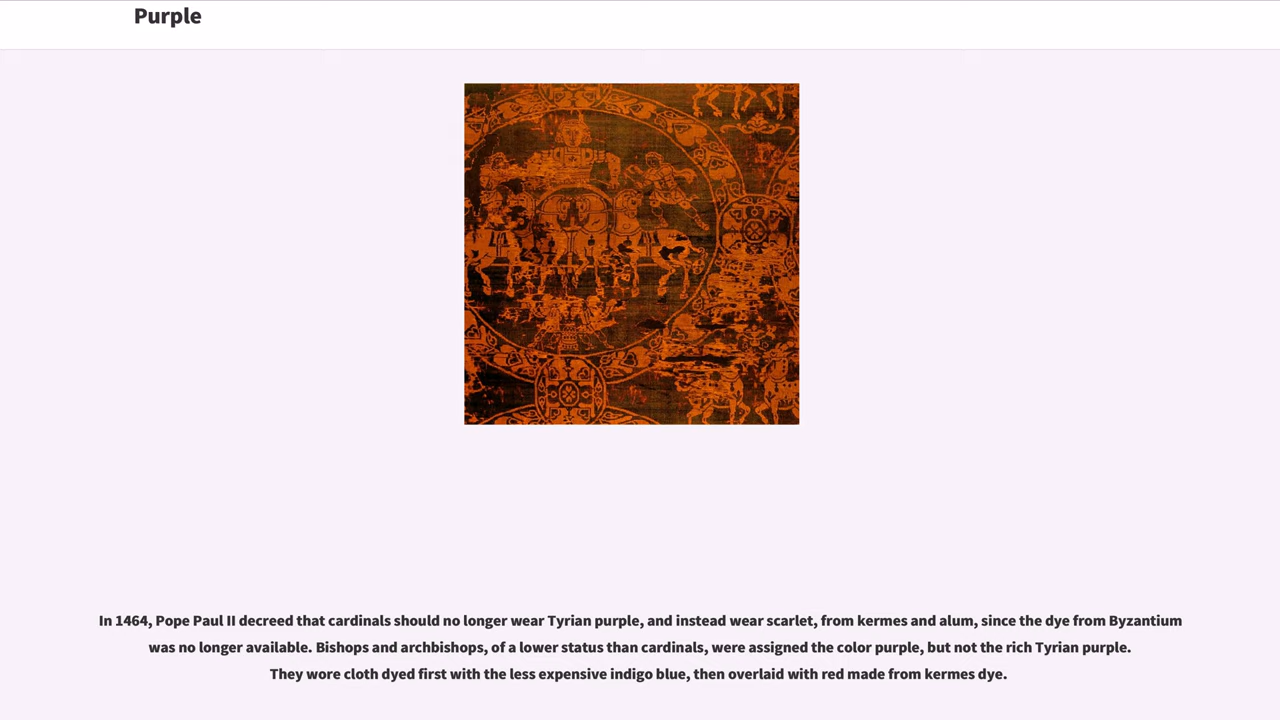 Purple
In 1464, Pope Paul II decreed that cardinals should no longer wear Tyrian purple, and instead wear scarlet, from kermes and alum, since the dye from Byzantium
was no longer available. Bishops and archbishops, of a lower status than cardinals, were assigned the color purple, but not the rich Tyrian purple.
They wore cloth dyed first with the less expensive indigo blue, then overlaid with red made from kermes dye.